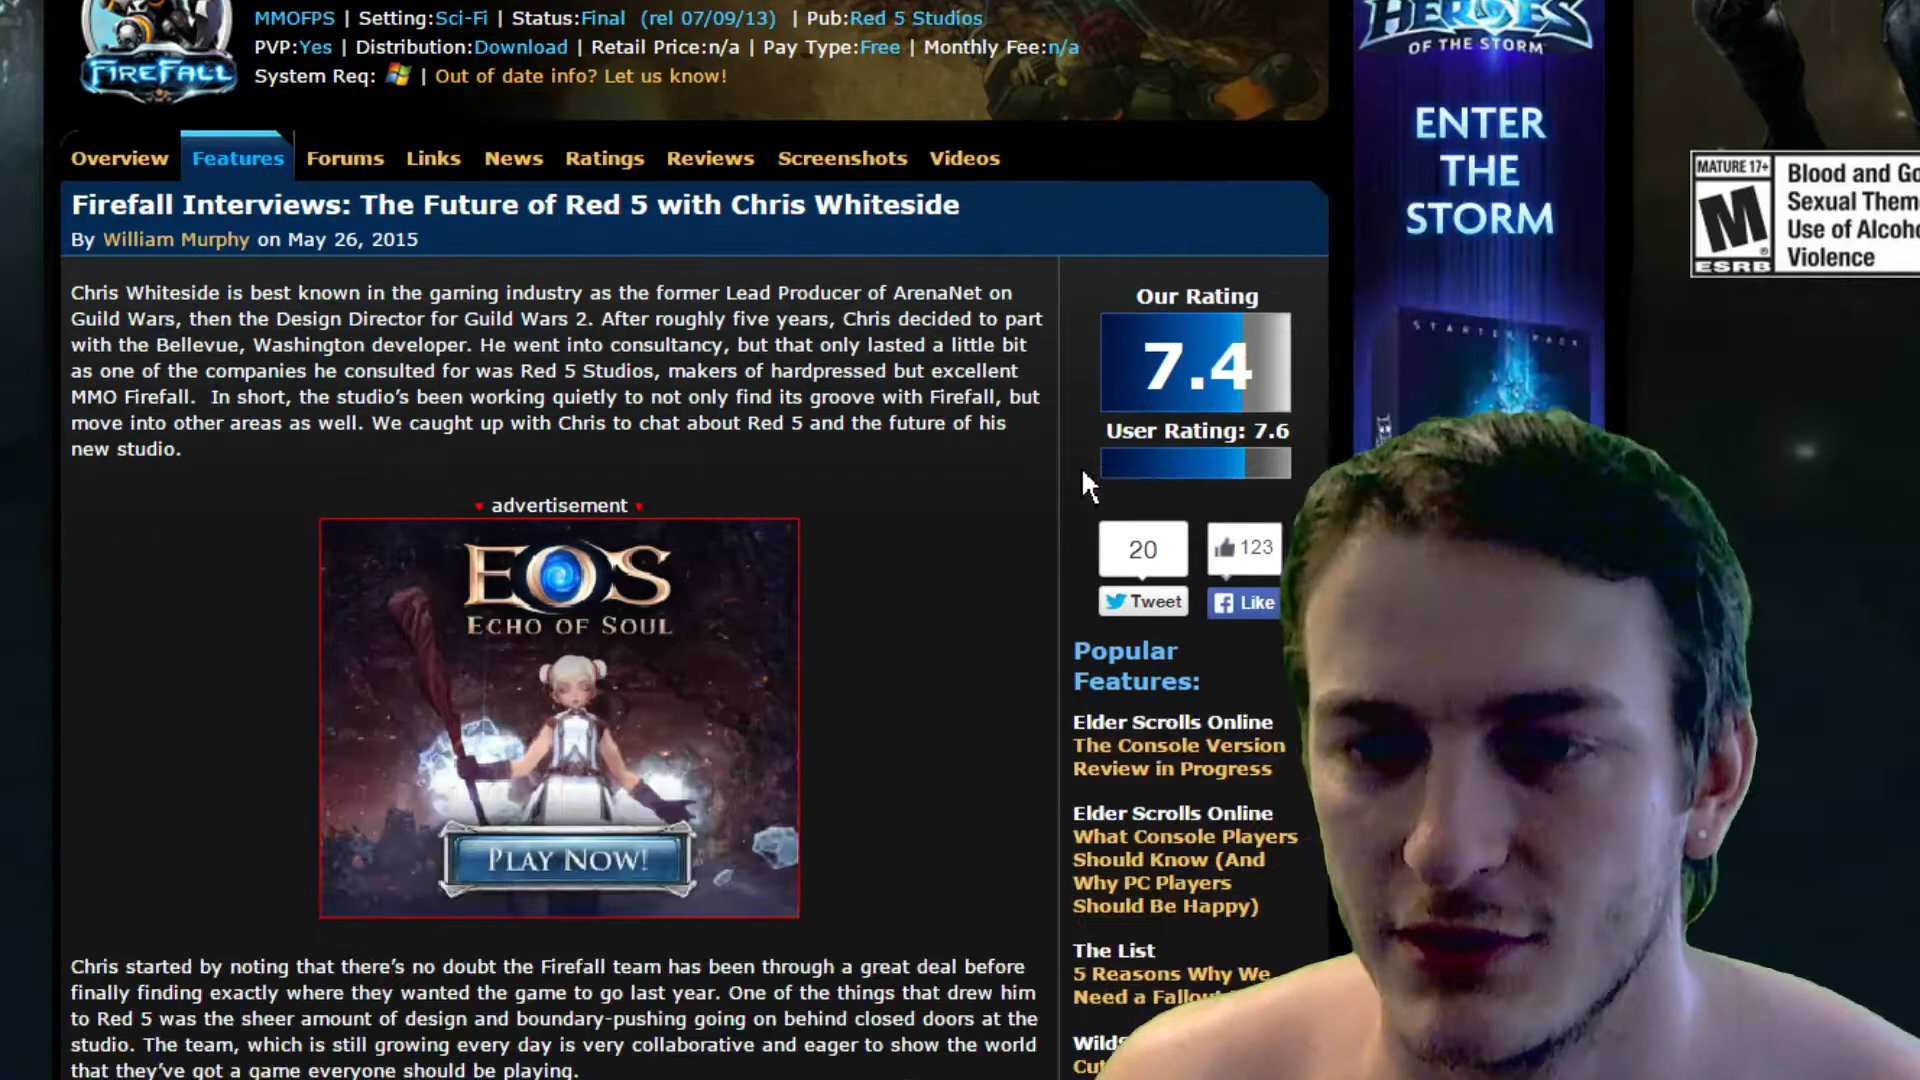 FIREFALL
MMOFPS | Setting:Sci-Fi | Status:Final (rel 07/09/13) | Pub:Red 5 Studios
PVP:Yes | Distribution:Download | Retail Price:n/a | Pay Type:Free | Monthly Fee:n/a
System Req: | Out of date info? Let us know!
Overview Features Forums Links News Ratings Reviews Screenshots Videos
Firefall Interviews: The Future of Red 5 with Chris Whiteside
By William Murphy on May 26, 2015
Chris Whiteside is best known in the gaming industry as the former Lead Producer of ArenaNet on
Guild Wars, then the Design Director for Guild Wars 2. After roughly five years, Chris decided to part
with the Bellevue, Washington developer. He went into consultancy, but that only lasted a little bit
as one of the companies he consulted for was Red 5 Studios, makers of hardpressed but excellent
MMO Firefall. In short, the studio's been working quietly to not only find its groove with Firefall, but
move into other areas as well. We caught up with Chris to chat about Red 5 and the future of his
new studio.
advertisement
EOS
ECHO OF SOUL
PLAY NOW!
Chris started by noting that there's no doubt the Firefall team has been through a great deal before
finally finding exactly where they wanted the game to go last year. One of the things that drew him
to Red 5 was the sheer amount of design and boundary-pushing going on behind closed doors at the
studio. The team, which is still growing every day is very collaborative and eager to show the world
that they've got a game everyone should be playing.
Our Rating
7.4
User Rating: 7.6
20
Tweet
123
Like
Popular
Features:
Elder Scrolls Online
The Console Version
Review in Progress
Elder Scrolls Online
What Console Players
Should Know (And
Why PC Players
Should Be Happy)
The List
5 Reasons Why We
Need a Fallou
Wilds
Cut
HEROES
OF THE STORM
ENTER
THE
STORM
STARTER PACK
MATURE 17+
M
ESRB
Blood and Go
Sexual Them
Use of Alcoho
Violence